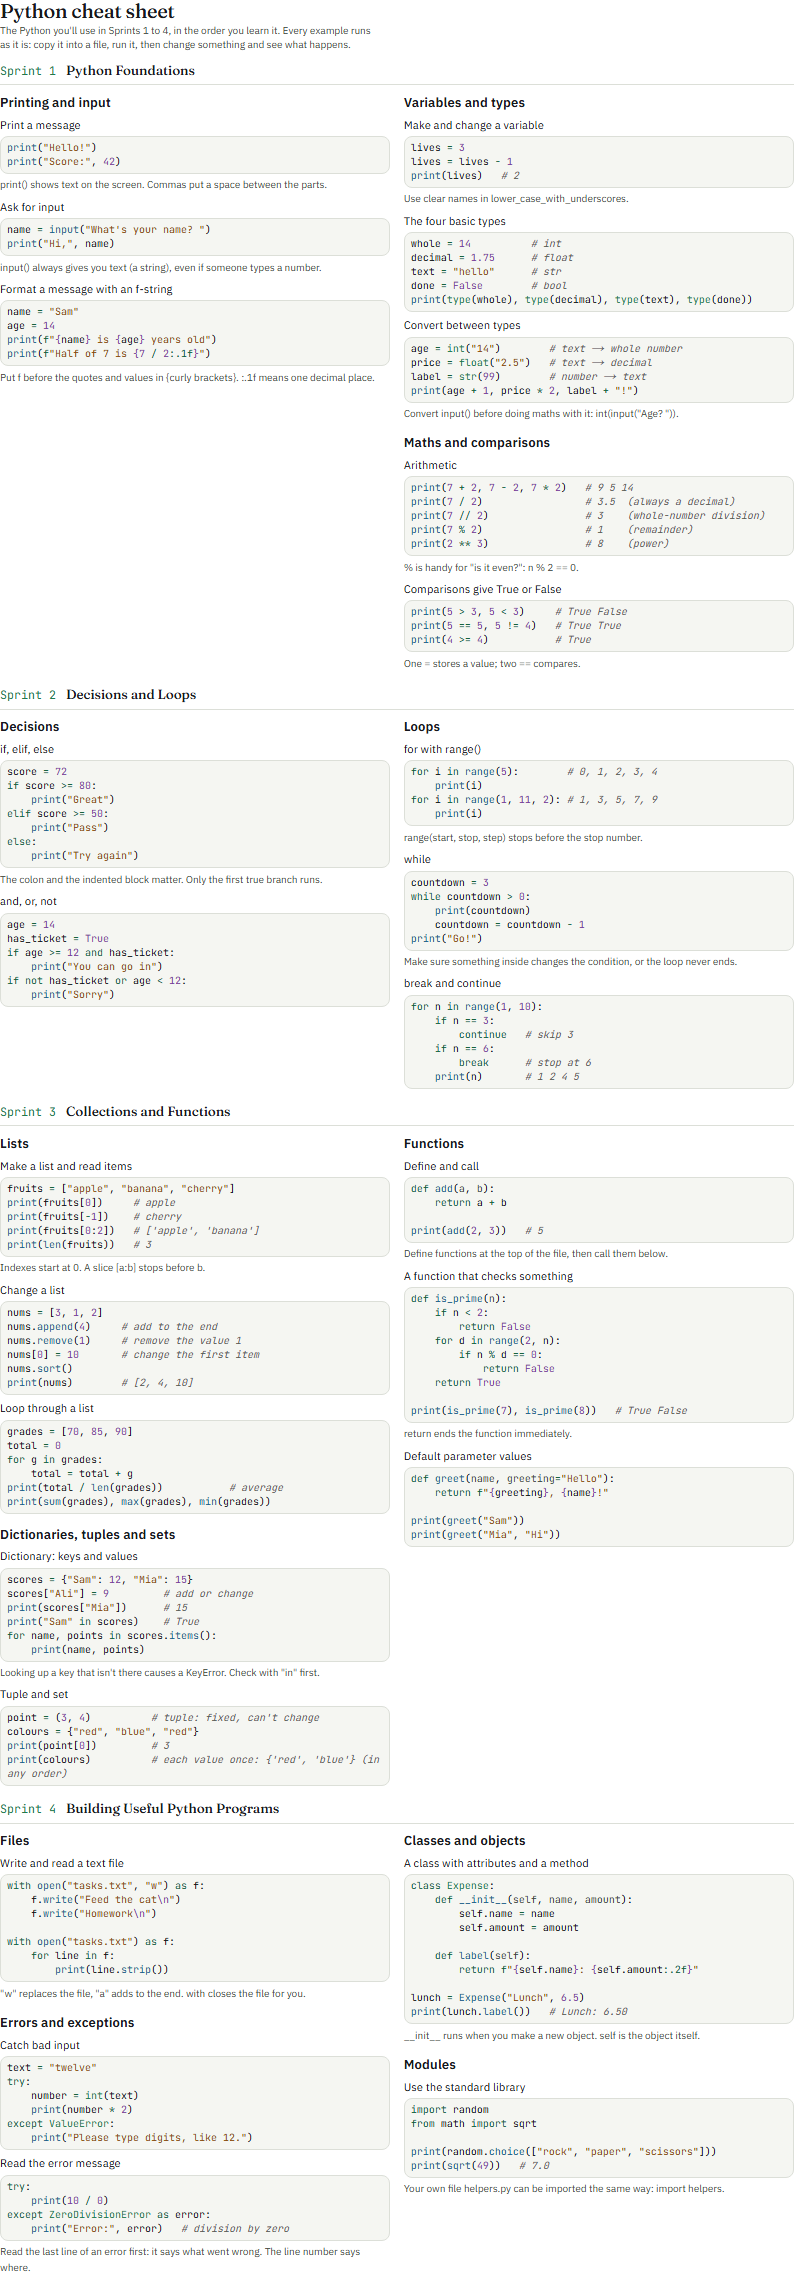 Python cheat sheet
The Python you'll use in Sprints 1 to 4, in the order you learn it. Every example runs
as it is: copy it into a file, run it, then change something and see what happens.
Sprint 1 Python Foundations
Printing and input
Print a message
print("Hello!")
print("Score:", 42)
print() shows text on the screen. Commas put a space between the parts.
Ask for input
name = input("What's your name? ")
print("Hi,", name)
input() always gives you text (a string), even if someone types a number.
Format a message with an f-string
name = "Sam"
age = 14
print(f"{name} is {age} years old")
print(f"Half of 7 is {7 / 2:.1f}")
Put f before the quotes and values in {curly brackets}. :.1f means one decimal place.
Variables and types
Make and change a variable
lives = 3
lives = lives - 1
print(lives)   # 2
Use clear names in lower_case_with_underscores.
The four basic types
whole = 14          # int
decimal = 1.75      # float
text = "hello"      # str
done = False        # bool
print(type(whole), type(decimal), type(text), type(done))
Convert between types
age = int("14")        # text → whole number
price = float("2.5")   # text → decimal
label = str(99)        # number → text
print(age + 1, price * 2, label + "!")
Convert input() before doing maths with it: int(input("Age? ")).
Maths and comparisons
Arithmetic
print(7 + 2, 7 - 2, 7 * 2)   # 9 5 14
print(7 / 2)                 # 3.5  (always a decimal)
print(7 // 2)                # 3    (whole-number division)
print(7 % 2)                 # 1    (remainder)
print(2 ** 3)                # 8    (power)
% is handy for "is it even?": n % 2 == 0.
Comparisons give True or False
print(5 > 3, 5 < 3)     # True False
print(5 == 5, 5 != 4)   # True True
print(4 >= 4)           # True
One = stores a value; two == compares.
Sprint 2 Decisions and Loops
Decisions
if, elif, else
score = 72
if score >= 80:
    print("Great")
elif score >= 50:
    print("Pass")
else:
    print("Try again")
The colon and the indented block matter. Only the first true branch runs.
and, or, not
age = 14
has_ticket = True
if age >= 12 and has_ticket:
    print("You can go in")
if not has_ticket or age < 12:
    print("Sorry")
Loops
for with range()
for i in range(5):        # 0, 1, 2, 3, 4
    print(i)
for i in range(1, 11, 2): # 1, 3, 5, 7, 9
    print(i)
range(start, stop, step) stops before the stop number.
while
countdown = 3
while countdown > 0:
    print(countdown)
    countdown = countdown - 1
print("Go!")
Make sure something inside changes the condition, or the loop never ends.
break and continue
for n in range(1, 10):
    if n == 3:
        continue   # skip 3
    if n == 6:
        break      # stop at 6
    print(n)       # 1 2 4 5
Sprint 3 Collections and Functions
Lists
Make a list and read items
fruits = ["apple", "banana", "cherry"]
print(fruits[0])     # apple
print(fruits[-1])    # cherry
print(fruits[0:2])   # ['apple', 'banana']
print(len(fruits))   # 3
Indexes start at 0. A slice [a:b] stops before b.
Change a list
nums = [3, 1, 2]
nums.append(4)     # add to the end
nums.remove(1)     # remove the value 1
nums[0] = 10       # change the first item
nums.sort()
print(nums)        # [2, 4, 10]
Loop through a list
grades = [70, 85, 90]
total = 0
for g in grades:
    total = total + g
print(total / len(grades))           # average
print(sum(grades), max(grades), min(grades))
Dictionaries, tuples and sets
Dictionary: keys and values
scores = {"Sam": 12, "Mia": 15}
scores["Ali"] = 9         # add or change
print(scores["Mia"])      # 15
print("Sam" in scores)    # True
for name, points in scores.items():
    print(name, points)
Looking up a key that isn't there causes a KeyError. Check with "in" first.
Tuple and set
point = (3, 4)          # tuple: fixed, can't change
colours = {"red", "blue", "red"}
print(point[0])         # 3
print(colours)          # each value once: {'red', 'blue'} (in
any order)
Functions
Define and call
def add(a, b):
    return a + b
print(add(2, 3))   # 5
Define functions at the top of the file, then call them below.
A function that checks something
def is_prime(n):
    if n < 2:
        return False
    for d in range(2, n):
        if n % d == 0:
            return False
    return True
print(is_prime(7), is_prime(8))   # True False
return ends the function immediately.
Default parameter values
def greet(name, greeting="Hello"):
    return f"{greeting}, {name}!"
print(greet("Sam"))
print(greet("Mia", "Hi"))
Sprint 4 Building Useful Python Programs
Files
Write and read a text file
with open("tasks.txt", "w") as f:
    f.write("Feed the cat\n")
    f.write("Homework\n")
with open("tasks.txt") as f:
    for line in f:
        print(line.strip())
"w" replaces the file, "a" adds to the end. with closes the file for you.
Errors and exceptions
Catch bad input
text = "twelve"
try:
    number = int(text)
    print(number * 2)
except ValueError:
    print("Please type digits, like 12.")
Read the error message
try:
    print(10 / 0)
except ZeroDivisionError as error:
    print("Error:", error)   # division by zero
Read the last line of an error first: it says what went wrong. The line number says
where.
Classes and objects
A class with attributes and a method
class Expense:
    def __init__(self, name, amount):
        self.name = name
        self.amount = amount
    def label(self):
        return f"{self.name}: {self.amount:.2f}"
lunch = Expense("Lunch", 6.5)
print(lunch.label())   # Lunch: 6.50
__init__ runs when you make a new object. self is the object itself.
Modules
Use the standard library
import random
from math import sqrt
print(random.choice(["rock", "paper", "scissors"]))
print(sqrt(49))   # 7.0
Your own file helpers.py can be imported the same way: import helpers.